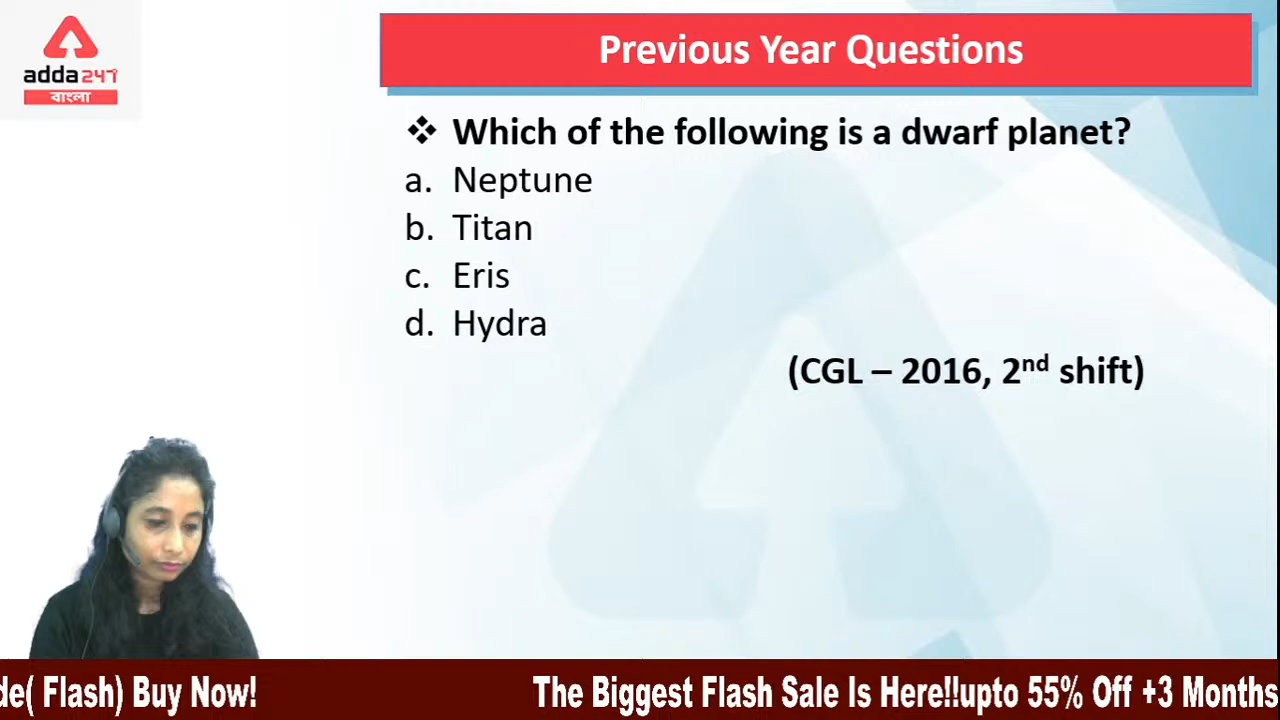 adda247
বাংলা
Previous Year Questions
❖ Which of the following is a dwarf planet?
a. Neptune
b. Titan
c. Eris
d. Hydra
(CGL – 2016, 2nd shift)
de( Flash) Buy Now! The Biggest Flash Sale Is Here!!upto 55% Off +3 Months